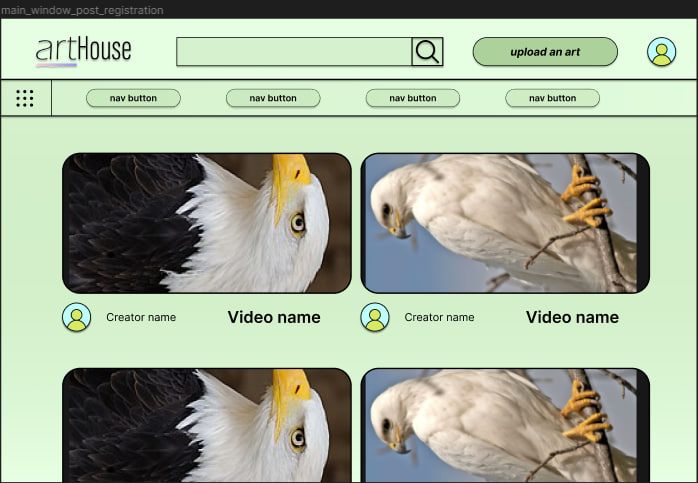 main_window_post_registration
artHouse
upload an art
nav button
nav button
nav button
nav button
Creator name
Video name
Creator name
Video name